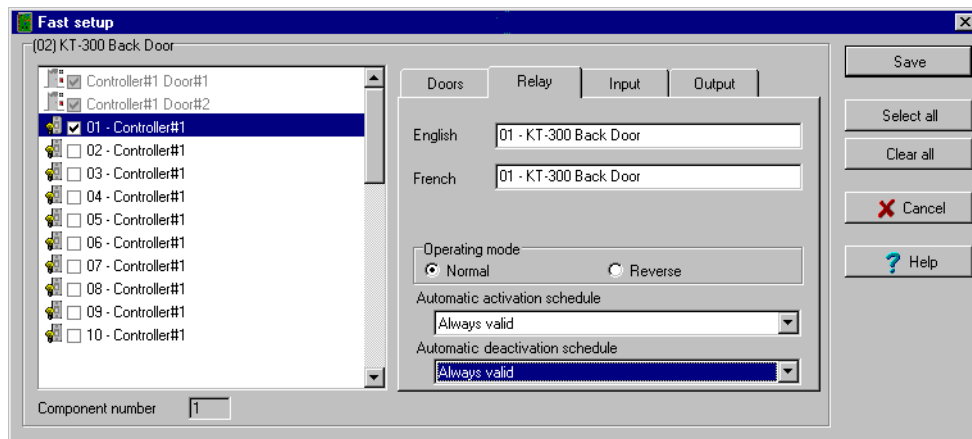 Fast setup
(02) KT-300 Back Door
Controller#1 Door#1
Controller#1 Door#2
01 - Controller#1
02 - Controller#1
03 - Controller#1
04 - Controller#1
05 - Controller#1
06 - Controller#1
07 - Controller#1
08 - Controller#1
09 - Controller#1
10 - Controller#1
Component number 1
Doors Relay Input Output
English 01 - KT-300 Back Door
French 01 - KT-300 Back Door
Operating mode
Normal Reverse
Automatic activation schedule
Always valid
Automatic deactivation schedule
Always valid
Save
Select all
Clear all
Cancel
Help